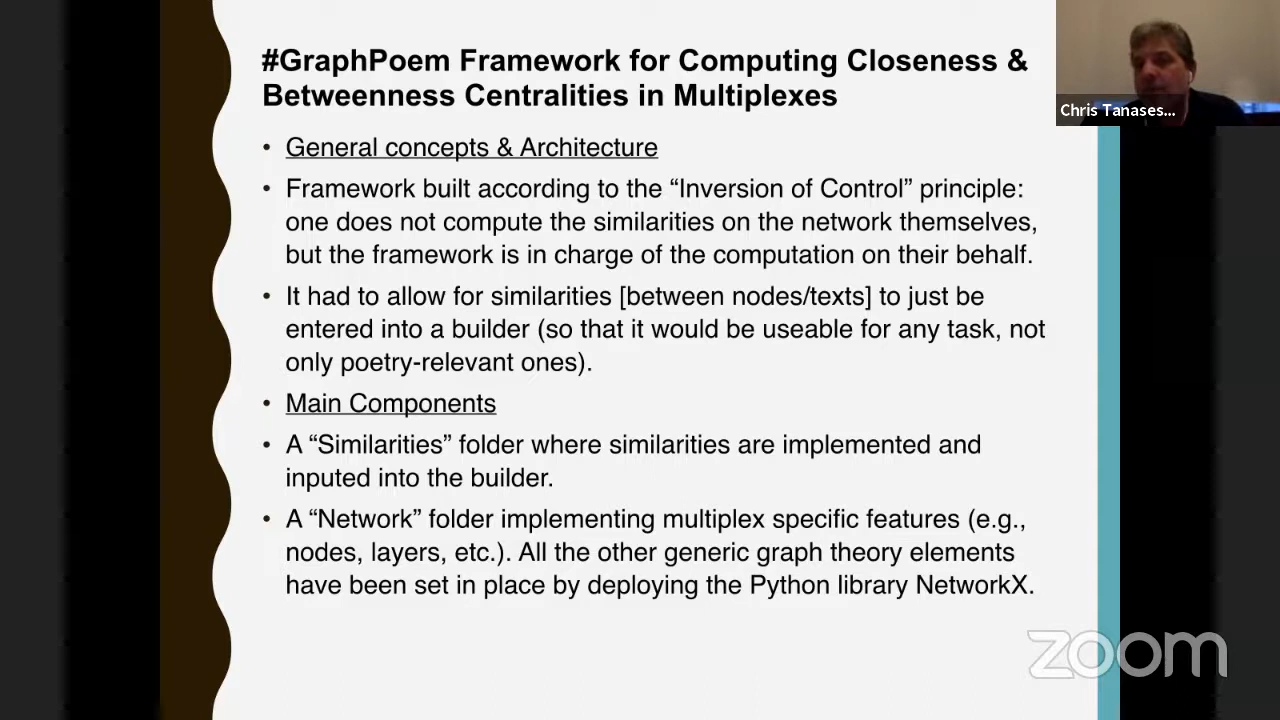 #GraphPoem Framework for Computing Closeness &
Betweenness Centralities in Multiplexes
• General concepts & Architecture
• Framework built according to the “Inversion of Control” principle:
one does not compute the similarities on the network themselves,
but the framework is in charge of the computation on their behalf.
• It had to allow for similarities [between nodes/texts] to just be
entered into a builder (so that it would be useable for any task, not
only poetry-relevant ones).
• Main Components
• A “Similarities” folder where similarities are implemented and
inputed into the builder.
• A “Network” folder implementing multiplex specific features (e.g.,
nodes, layers, etc.). All the other generic graph theory elements
have been set in place by deploying the Python library NetworkX.
Chris Tanases...
zoom